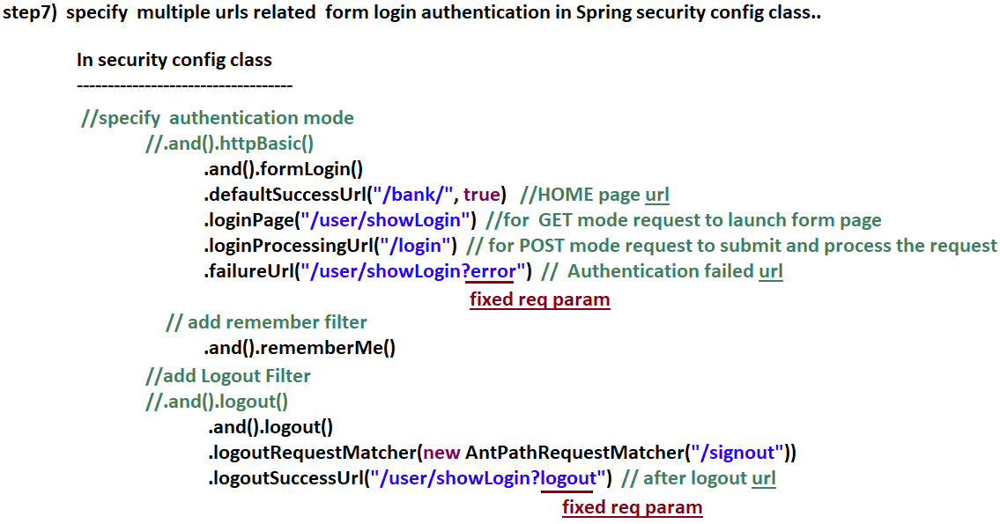 step7)  specify  multiple urls related  form login authentication in Spring security config class..
In security config class
-----------------------------------
//specify  authentication mode
//.and().httpBasic()
.and().formLogin()
.defaultSuccessUrl("/bank/", true)  //HOME page url
.loginPage("/user/showLogin")  //for  GET mode request to launch form page
.loginProcessingUrl("/login")  // for POST mode request to submit and process the request
.failureUrl("/user/showLogin?error")  //  Authentication failed url
fixed req param
// add remember filter
.and().rememberMe()
//add Logout Filter
//.and().logout()
.and().logout()
.logoutRequestMatcher(new AntPathRequestMatcher("/signout"))
.logoutSuccessUrl("/user/showLogin?logout")  // after logout url
fixed req param